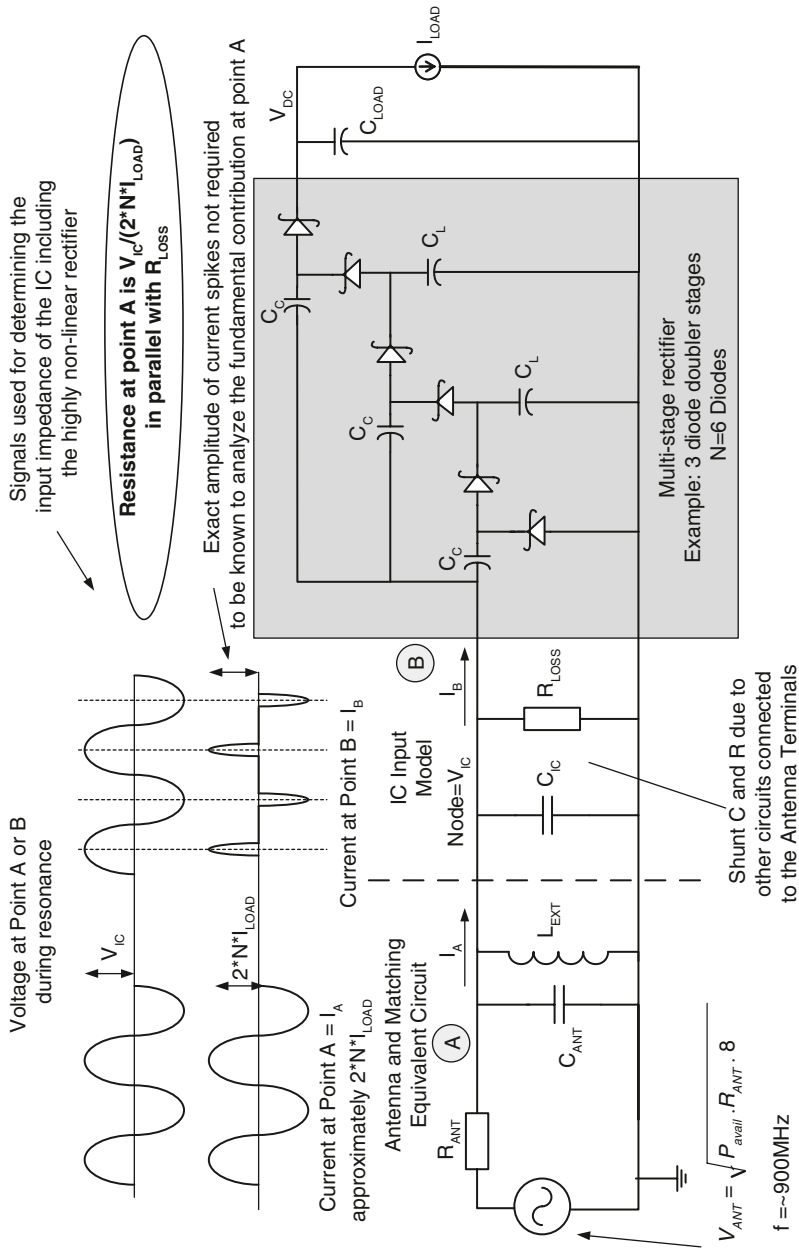 Voltage at Point A or B
during resonance
V_IC
2*N*I_LOAD
Current at Point A = I_A
approximately 2*N*I_LOAD
Current at Point B = I_B
Signals used for determining the
input impedance of the IC including
the highly non-linear rectifier
Resistance at point A is V_IC/(2*N*I_LOAD)
in parallel with R_LOSS
Exact amplitude of current spikes not required
to be known to analyze the fundamental contribution at point A
Antenna and Matching
Equivalent Circuit
A
I_A
R_ANT
C_ANT
L_EXT
IC Input
Model
Node=V_IC
B
I_B
C_IC
R_LOSS
C_C
C_C
C_C
C_L
C_L
V_DC
C_LOAD
I_LOAD
Multi-stage rectifier
Example: 3 diode doubler stages
N=6 Diodes
Shunt C and R due to
other circuits connected
to the Antenna Terminals
V_ANT = √P_avail . R_ANT . 8
f =~900MHz